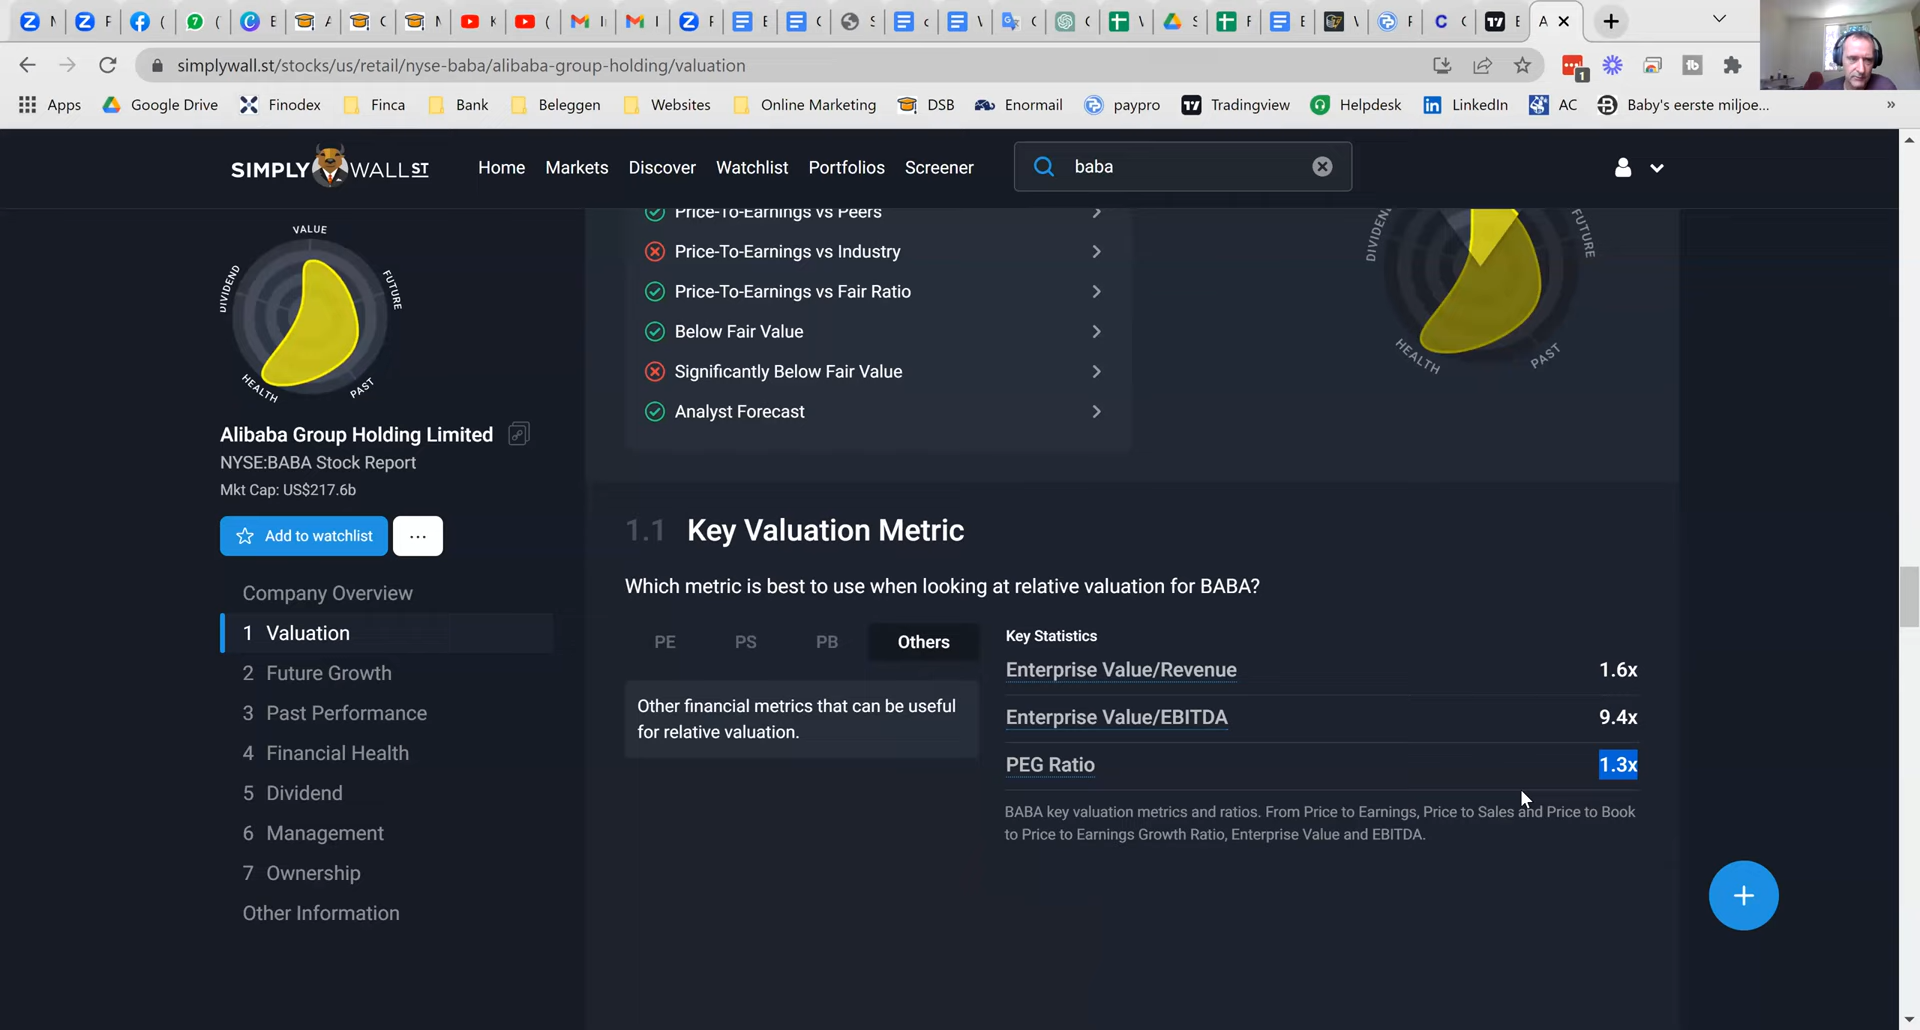 simplywall.st/stocks/us/retail/nyse-baba/alibaba-group-holding/valuation
1
Apps
Google Drive
Finodex
Finca
Bank
Beleggen
Websites
Online Marketing
DSB
Enormail
paypro
Tradingview
Helpdesk
LinkedIn
AC
Baby's eerste miljoe...
»
SIMPLY WALL ST
Home
Markets
Discover
Watchlist
Portfolios
Screener
baba
VALUE
FUTURE
PAST
HEALTH
DIVIDEND
Alibaba Group Holding Limited
NYSE:BABA Stock Report
Mkt Cap: US$217.6b
Add to watchlist
...
Company Overview
1 Valuation
2 Future Growth
3 Past Performance
4 Financial Health
5 Dividend
6 Management
7 Ownership
Other Information
Price-To-Earnings vs Peers
Price-To-Earnings vs Industry
Price-To-Earnings vs Fair Ratio
Below Fair Value
Significantly Below Fair Value
Analyst Forecast
DIVIDEND
FUTURE
HEALTH
PAST
1.1 Key Valuation Metric
Which metric is best to use when looking at relative valuation for BABA?
PE
PS
PB
Others
Other financial metrics that can be useful
for relative valuation.
Key Statistics
Enterprise Value/Revenue 1.6x
Enterprise Value/EBITDA 9.4x
PEG Ratio 1.3x
BABA key valuation metrics and ratios. From Price to Earnings, Price to Sales and Price to Book
to Price to Earnings Growth Ratio, Enterprise Value and EBITDA.